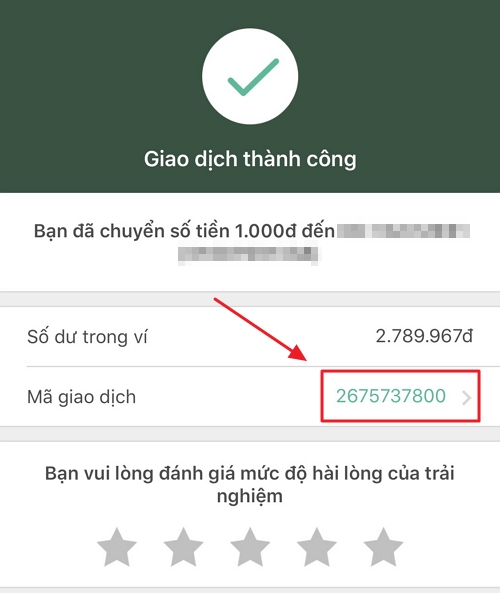 Giao dịch thành công
Bạn đã chuyển số tiền 1.000đ đến
Số dư trong ví 2.789.967đ
Mã giao dịch 2675737800
Bạn vui lòng đánh giá mức độ hài lòng của trải
nghiệm